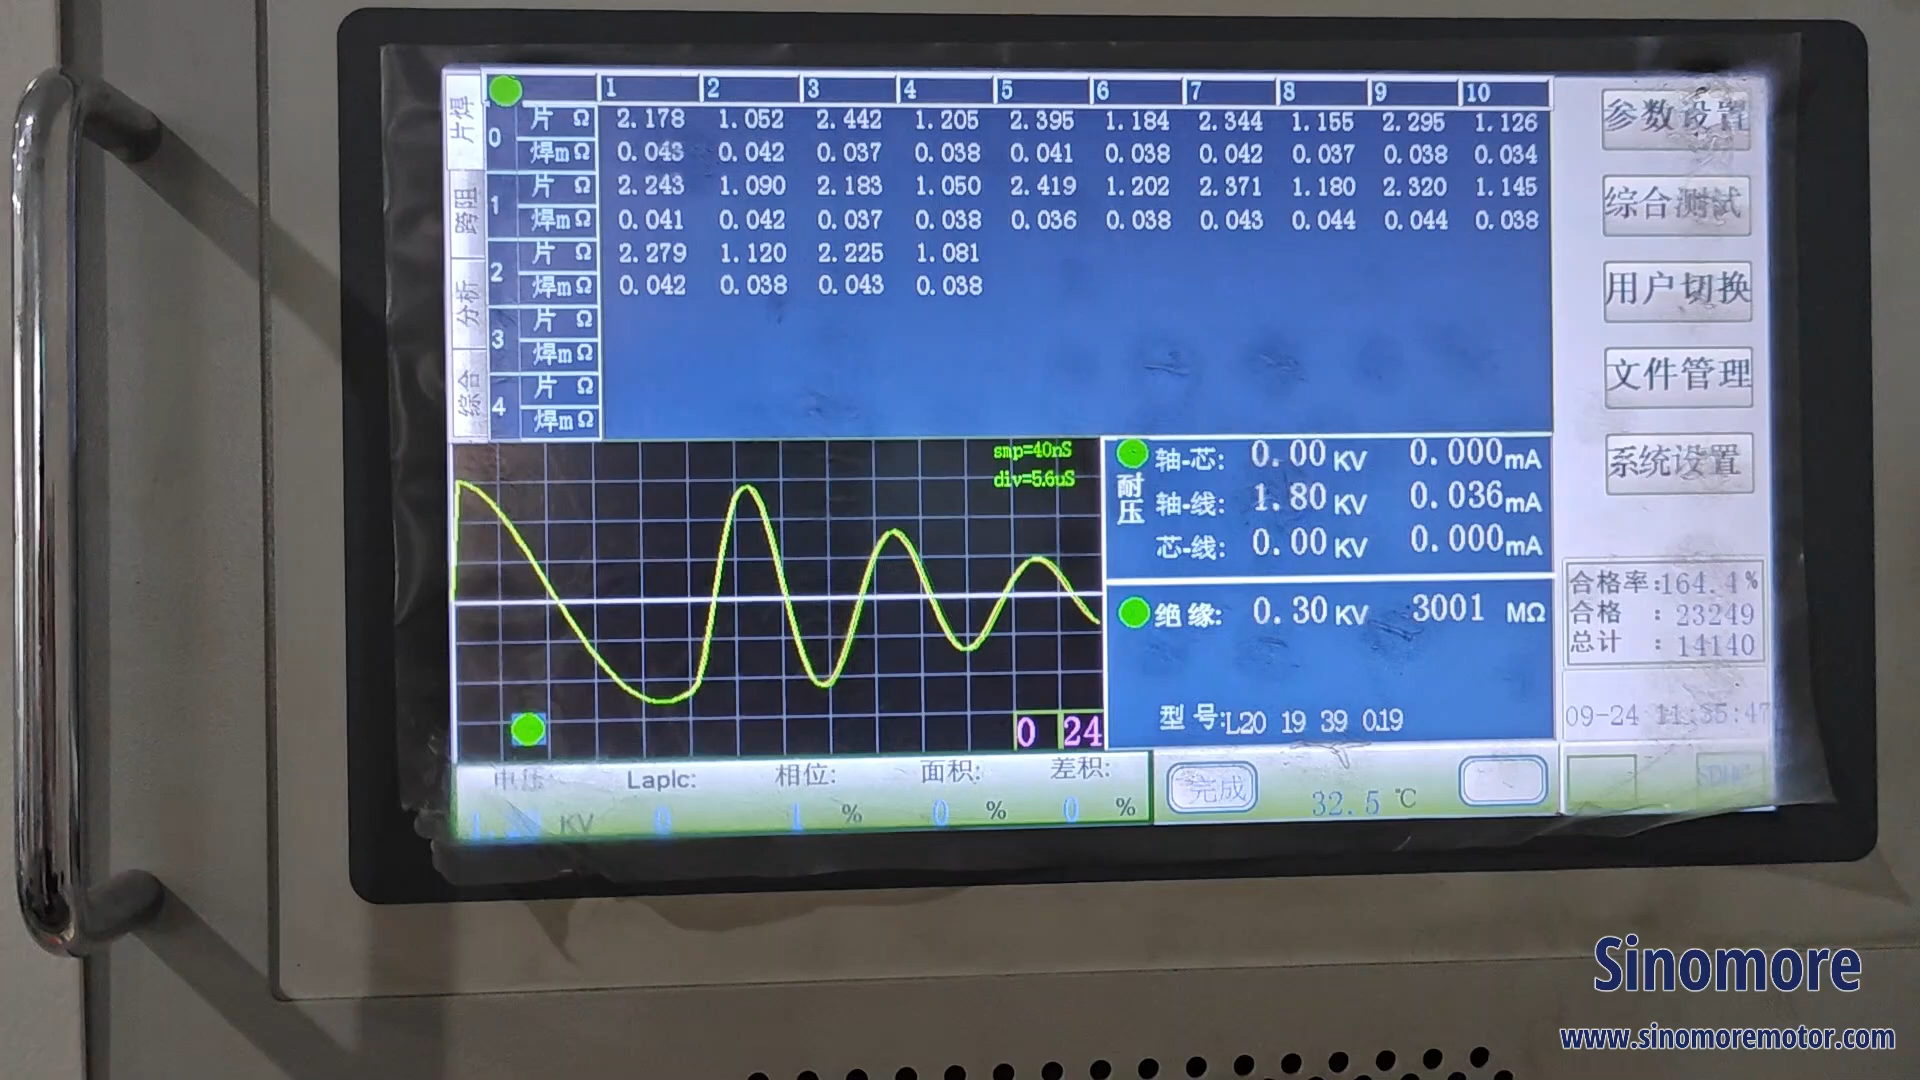 1 2 3 4 5 6 7 8 9 10
片焊
0 片 Ω 2.178 1.052 2.442 1.205 2.395 1.184 2.344 1.155 2.295 1.126
焊mΩ 0.043 0.042 0.037 0.038 0.041 0.038 0.042 0.037 0.038 0.034
跨阻
1 片 Ω 2.243 1.090 2.183 1.050 2.419 1.202 2.371 1.180 2.320 1.145
焊mΩ 0.041 0.042 0.037 0.038 0.036 0.038 0.043 0.044 0.044 0.038
分析
2 片 Ω 2.279 1.120 2.225 1.081
焊mΩ 0.042 0.038 0.043 0.038
3 片 Ω
焊mΩ
综合
4 片 Ω
焊mΩ
参数设置
综合测试
用户切换
文件管理
系统设置
smp=40nS
div=5.6uS
0 24
耐压
轴-芯: 0.00 KV 0.000mA
轴-线: 1.80 KV 0.036mA
芯-线: 0.00 KV 0.000mA
绝缘: 0.30 KV 3001 MΩ
型号:L20 19 39 0.19
合格率:164.4%
合格 : 23249
总计 : 14140
09-24 11:35:47
电压: Laplc: 相位: 面积: 差积:
KV 0 1 % 0 % 0 %
完成 32.5 ℃
Sinomore
www.sinomoremotor.com